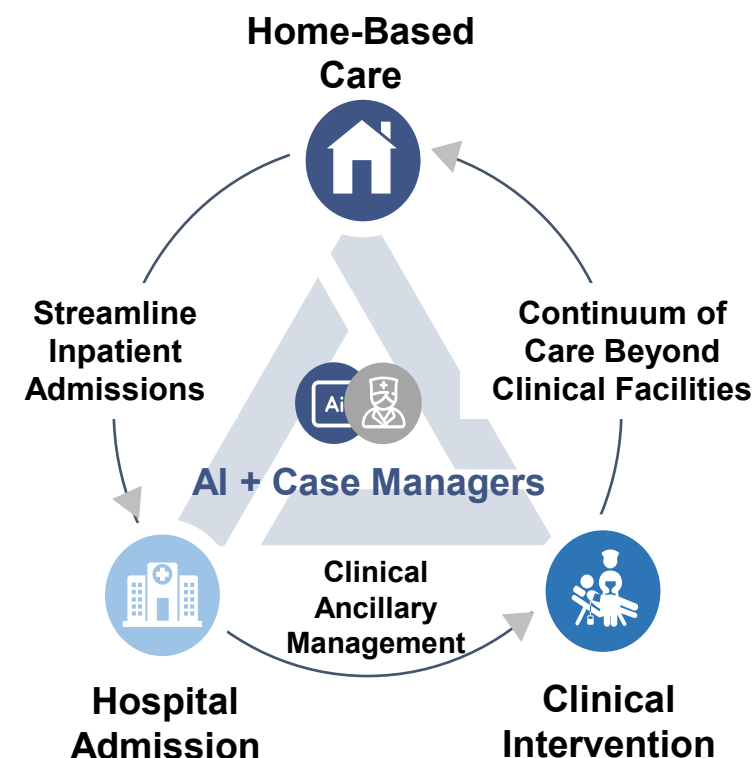 Home-Based
Care
Streamline
Inpatient
Admissions
Continuum of
Care Beyond
Clinical Facilities
Ai
AI + Case Managers
Clinical
Ancillary
Management
Hospital
Admission
Clinical
Intervention